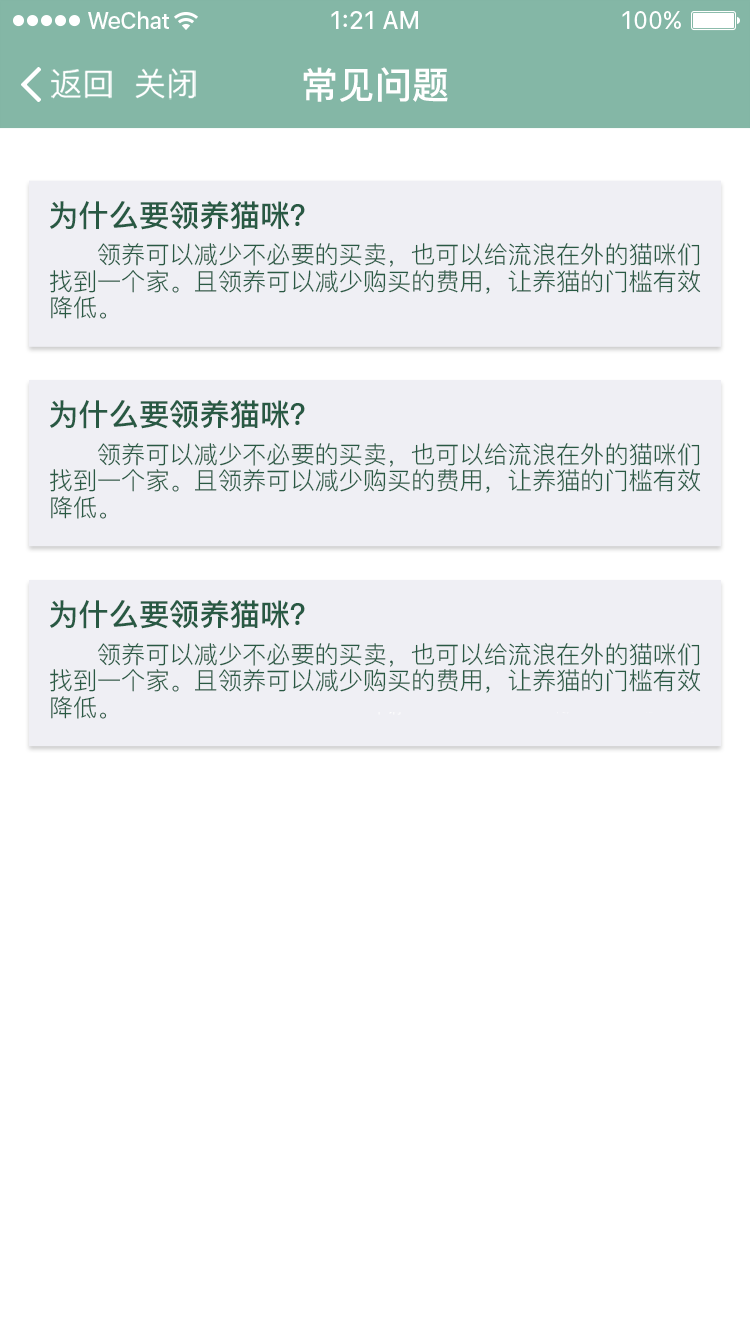 WeChat 1:21 AM 100%
返回 关闭 常见问题
为什么要领养猫咪?
领养可以减少不必要的买卖，也可以给流浪在外的猫咪们
找到一个家。且领养可以减少购买的费用，让养猫的门槛有效
降低。
为什么要领养猫咪?
领养可以减少不必要的买卖，也可以给流浪在外的猫咪们
找到一个家。且领养可以减少购买的费用，让养猫的门槛有效
降低。
为什么要领养猫咪?
领养可以减少不必要的买卖，也可以给流浪在外的猫咪们
找到一个家。且领养可以减少购买的费用，让养猫的门槛有效
降低。